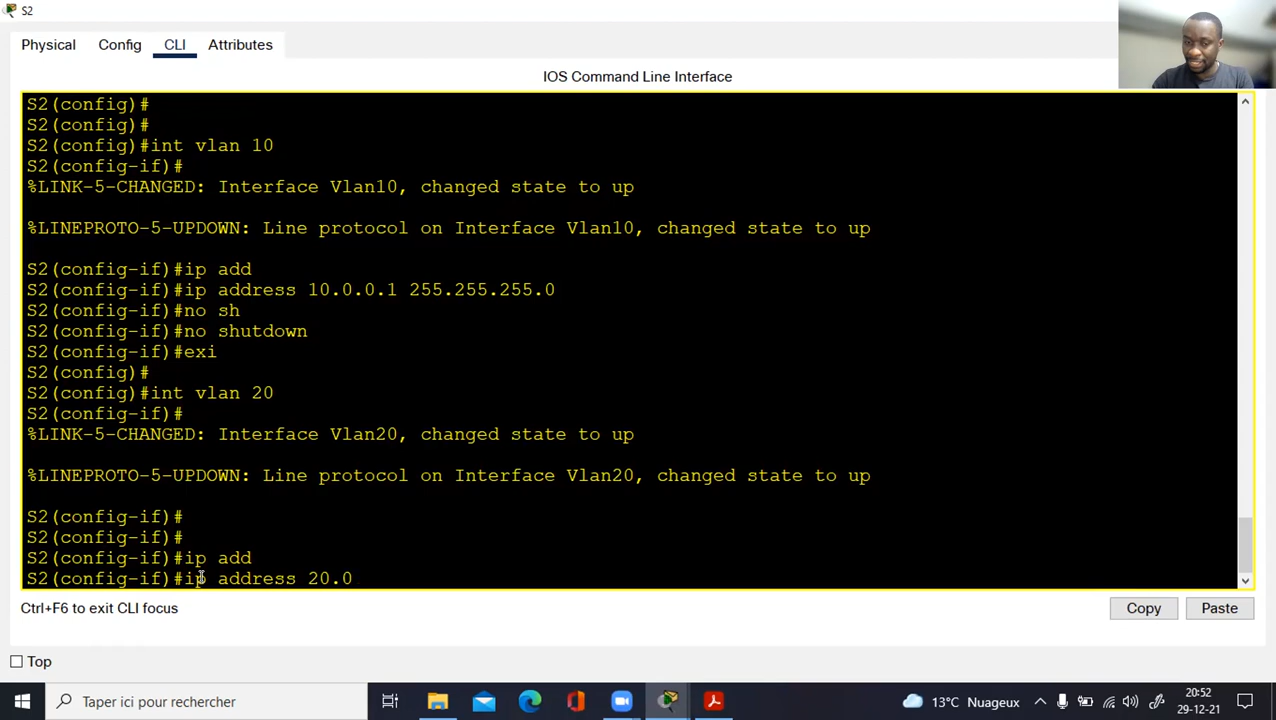 S2
Physical Config CLI Attributes
IOS Command Line Interface
S2(config)#
S2(config)#
S2(config)#int vlan 10
S2(config-if)#
%LINK-5-CHANGED: Interface Vlan10, changed state to up
%LINEPROTO-5-UPDOWN: Line protocol on Interface Vlan10, changed state to up
S2(config-if)#ip add
S2(config-if)#ip address 10.0.0.1 255.255.255.0
S2(config-if)#no sh
S2(config-if)#no shutdown
S2(config-if)#exi
S2(config)#
S2(config)#int vlan 20
S2(config-if)#
%LINK-5-CHANGED: Interface Vlan20, changed state to up
%LINEPROTO-5-UPDOWN: Line protocol on Interface Vlan20, changed state to up
S2(config-if)#
S2(config-if)#
S2(config-if)#ip add
S2(config-if)#ip address 20.0
Ctrl+F6 to exit CLI focus
Copy Paste
Top
Taper ici pour rechercher
13°C Nuageux
20:52
29-12-21